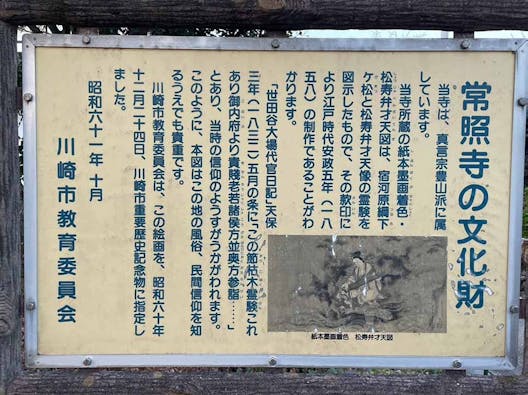 常照寺の文化財
当寺は、真言宗豊山派に属
しています。
当寺所蔵の紙本墨画着色・
松寿弁才天図は、宿河原綱下
ケ松と松寿弁才天像の霊験を
図示したもので、その款印に
より江戸時代安政五年(一八
五八)の制作であることがわ
かります。
「世田谷大場代官日記」天保
三年(一八三二)五月の条に「この節枯木霊験これ
あり御内府より貴賤老若諸侯方並奥方参詣……」
とあり、当時の信仰のようすがうかがわれます。
このように、本図はこの地の風俗、民間信仰を知
るうえでも貴重です。
川崎市教育委員会は、この絵画を、昭和六十年
十二月二十四日、川崎市重要歴史記念物に指定し
ました。
昭和六十一年 十月
川崎市教育委員会
紙本墨画着色 松寿弁才天図